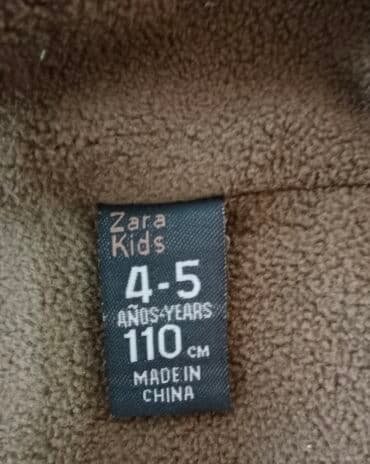 Zara
Kids
4-5
AÑOS-YEARS
110 CM
MADE IN
CHINA